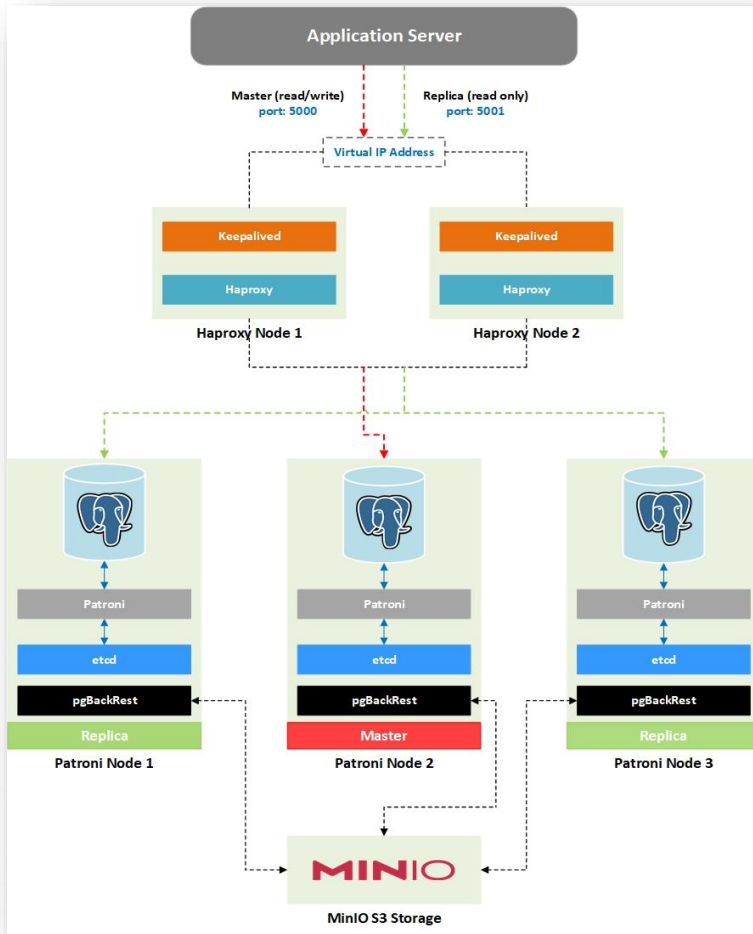 Application Server
Master (read/write)
port: 5000
Replica (read only)
port: 5001
Virtual IP Address
Keepalived
Haproxy
Haproxy Node 1
Keepalived
Haproxy
Haproxy Node 2
Patroni
etcd
pgBackRest
Replica
Patroni Node 1
Patroni
etcd
pgBackRest
Master
Patroni Node 2
Patroni
etcd
pgBackRest
Replica
Patroni Node 3
MINIO
MinIO S3 Storage